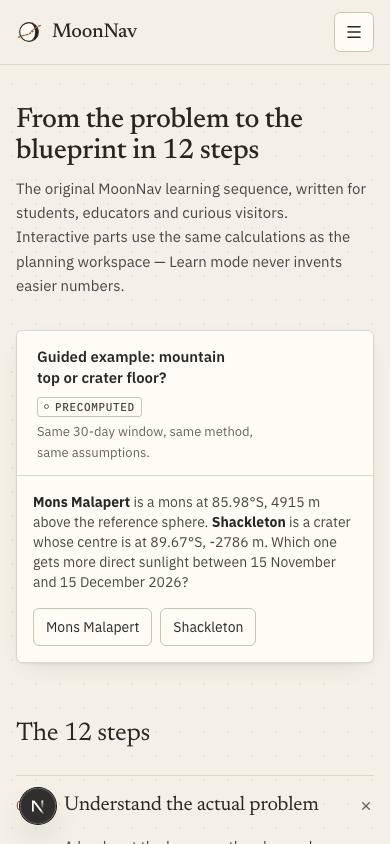 MoonNav
From the problem to the
blueprint in 12 steps
The original MoonNav learning sequence, written for
students, educators and curious visitors.
Interactive parts use the same calculations as the
planning workspace — Learn mode never invents
easier numbers.
Guided example: mountain
top or crater floor?
PRECOMPUTED
Same 30-day window, same method,
same assumptions.
Mons Malapert is a mons at 85.98°S, 4915 m
above the reference sphere. Shackleton is a crater
whose centre is at 89.67°S, -2786 m. Which one
gets more direct sunlight between 15 November
and 15 December 2026?
Mons Malapert
Shackleton
The 12 steps
N
Understand the actual problem
×